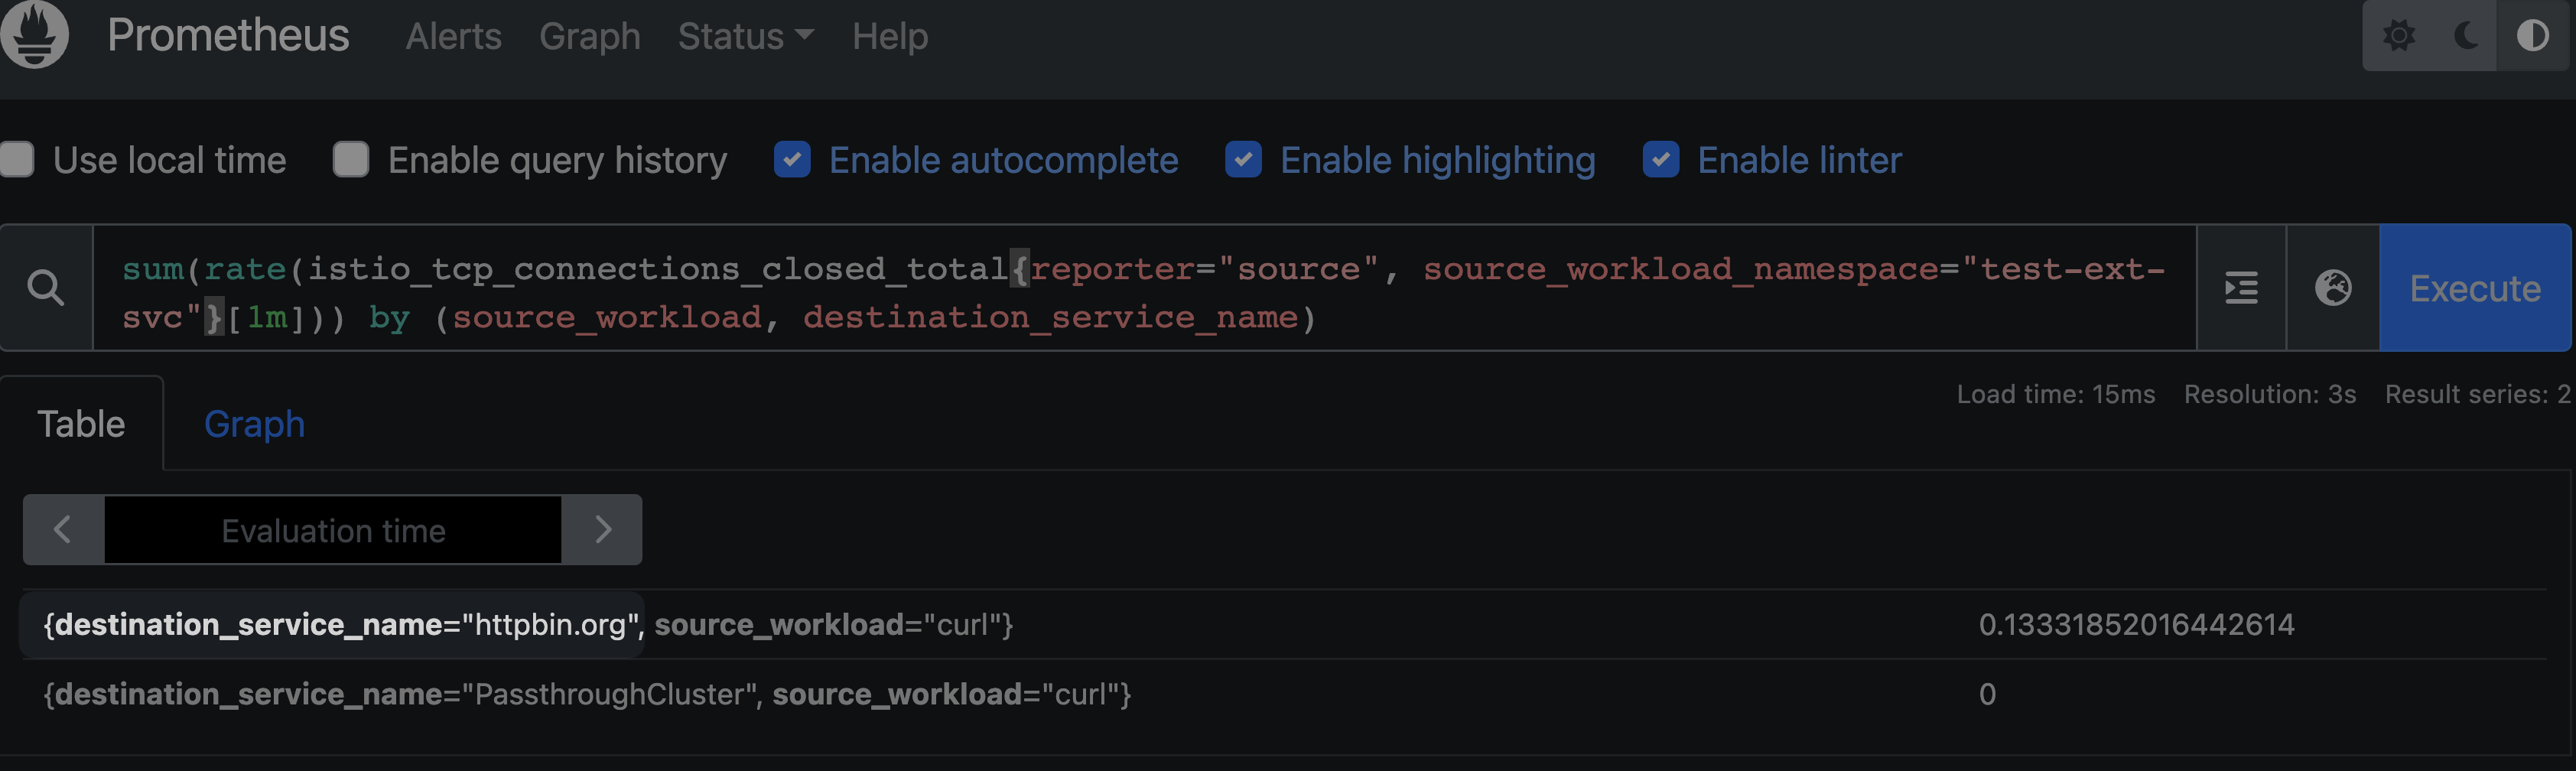 Prometheus Alerts Graph Status Help
Use local time Enable query history Enable autocomplete Enable highlighting Enable linter
sum(rate(istio_tcp_connections_closed_total{reporter="source", source_workload_namespace="test-ext-
svc"}[1m])) by (source_workload, destination_service_name)
Execute
Table Graph
Load time: 15ms Resolution: 3s Result series: 2
Evaluation time
{destination_service_name="httpbin.org", source_workload="curl"} 0.13331852016442614
{destination_service_name="PassthroughCluster", source_workload="curl"} 0